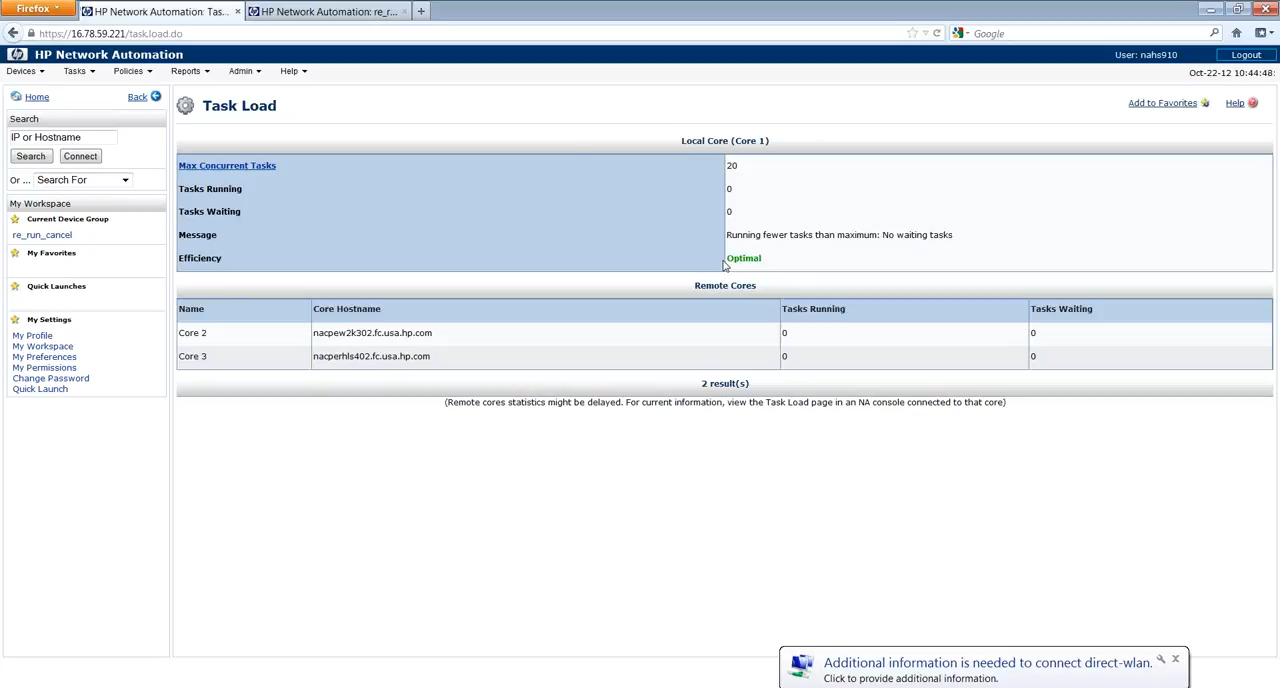 Firefox
HP Network Automation: Tas...
HP Network Automation: re_r...
https://16.78.59.221/task.load.do
Google
hp HP Network Automation
User: nahs910
Logout
Devices Tasks Policies Reports Admin Help
Oct-22-12 10:44:48:
Home
Back
Search
IP or Hostname
Search Connect
Or ... Search For
My Workspace
Current Device Group
re_run_cancel
My Favorites
Quick Launches
My Settings
My Profile
My Workspace
My Preferences
My Permissions
Change Password
Quick Launch
Task Load
Add to Favorites
Help
Local Core (Core 1)
Max Concurrent Tasks 20
Tasks Running 0
Tasks Waiting 0
Message Running fewer tasks than maximum: No waiting tasks
Efficiency Optimal
Remote Cores
Name Core Hostname Tasks Running Tasks Waiting
Core 2 nacpew2k302.fc.usa.hp.com 0 0
Core 3 nacperhls402.fc.usa.hp.com 0 0
2 result(s)
(Remote cores statistics might be delayed. For current information, view the Task Load page in an NA console connected to that core)
Additional information is needed to connect direct-wlan.
Click to provide additional information.